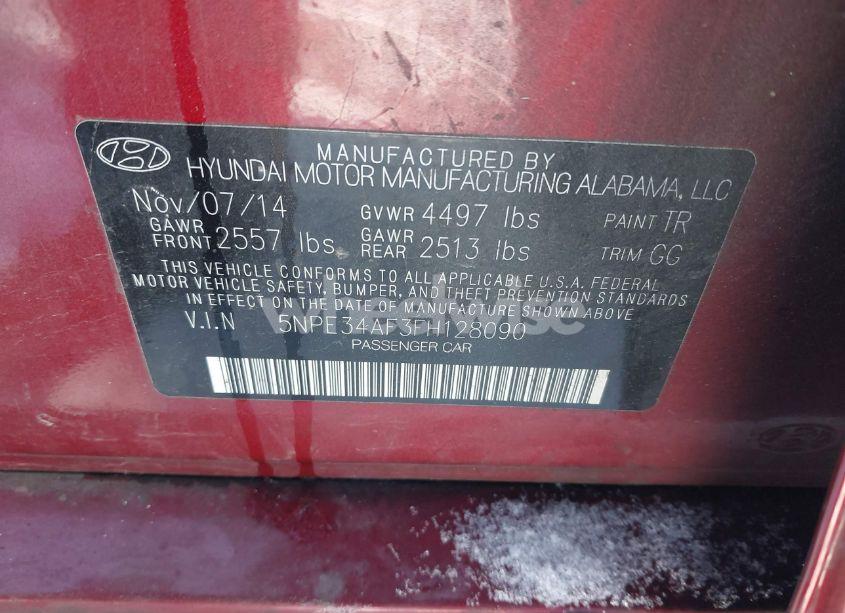 MANUFACTURED BY
HYUNDAI MOTOR MANUFACTURING ALABAMA, LLC
Nov/07/14 GVWR 4497 lbs PAINT TR
GAWR FRONT 2557 lbs GAWR REAR 2513 lbs TRIM GG
THIS VEHICLE CONFORMS TO ALL APPLICABLE U.S.A. FEDERAL
MOTOR VEHICLE SAFETY, BUMPER, AND THEFT PREVENTION STANDARDS
IN EFFECT ON THE DATE OF MANUFACTURE SHOWN ABOVE.
V.I.N 5NPE34AF3FH128090
PASSENGER CAR